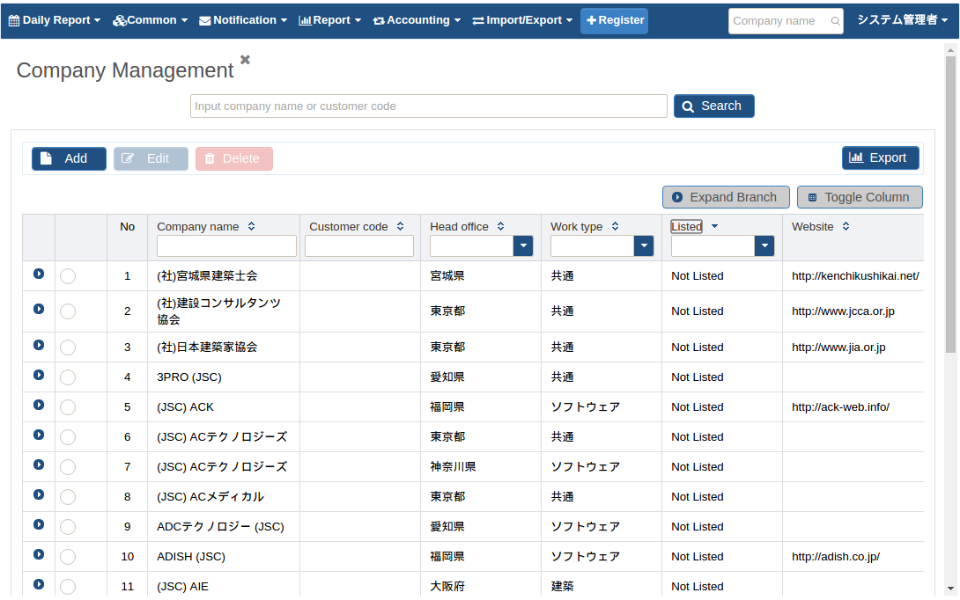 Daily Report Common Notification Report Accounting Import/Export Register Company name システム管理者
Company Management
Input company name or customer code Search
Add Edit Delete Export
Expand Branch Toggle Column
No Company name Customer code Head office Work type Listed Website
1 (社)宮城県建築士会 宮城県 共通 Not Listed http://kenchikushikai.net/
2 (社)建設コンサルタンツ協会 東京都 共通 Not Listed http://www.jcca.or.jp
3 (社)日本建築家協会 東京都 共通 Not Listed http://www.jia.or.jp
4 3PRO (JSC) 愛知県 共通 Not Listed
5 (JSC) ACK 福岡県 ソフトウェア Not Listed http://ack-web.info/
6 (JSC) ACテクノロジーズ 東京都 共通 Not Listed
7 (JSC) ACテクノロジーズ 神奈川県 ソフトウェア Not Listed
8 (JSC) ACメディカル 東京都 共通 Not Listed
9 ADCテクノロジー (JSC) 愛知県 ソフトウェア Not Listed
10 ADISH (JSC) 福岡県 ソフトウェア Not Listed http://adish.co.jp/
11 (JSC) AIE 大阪府 建築 Not Listed